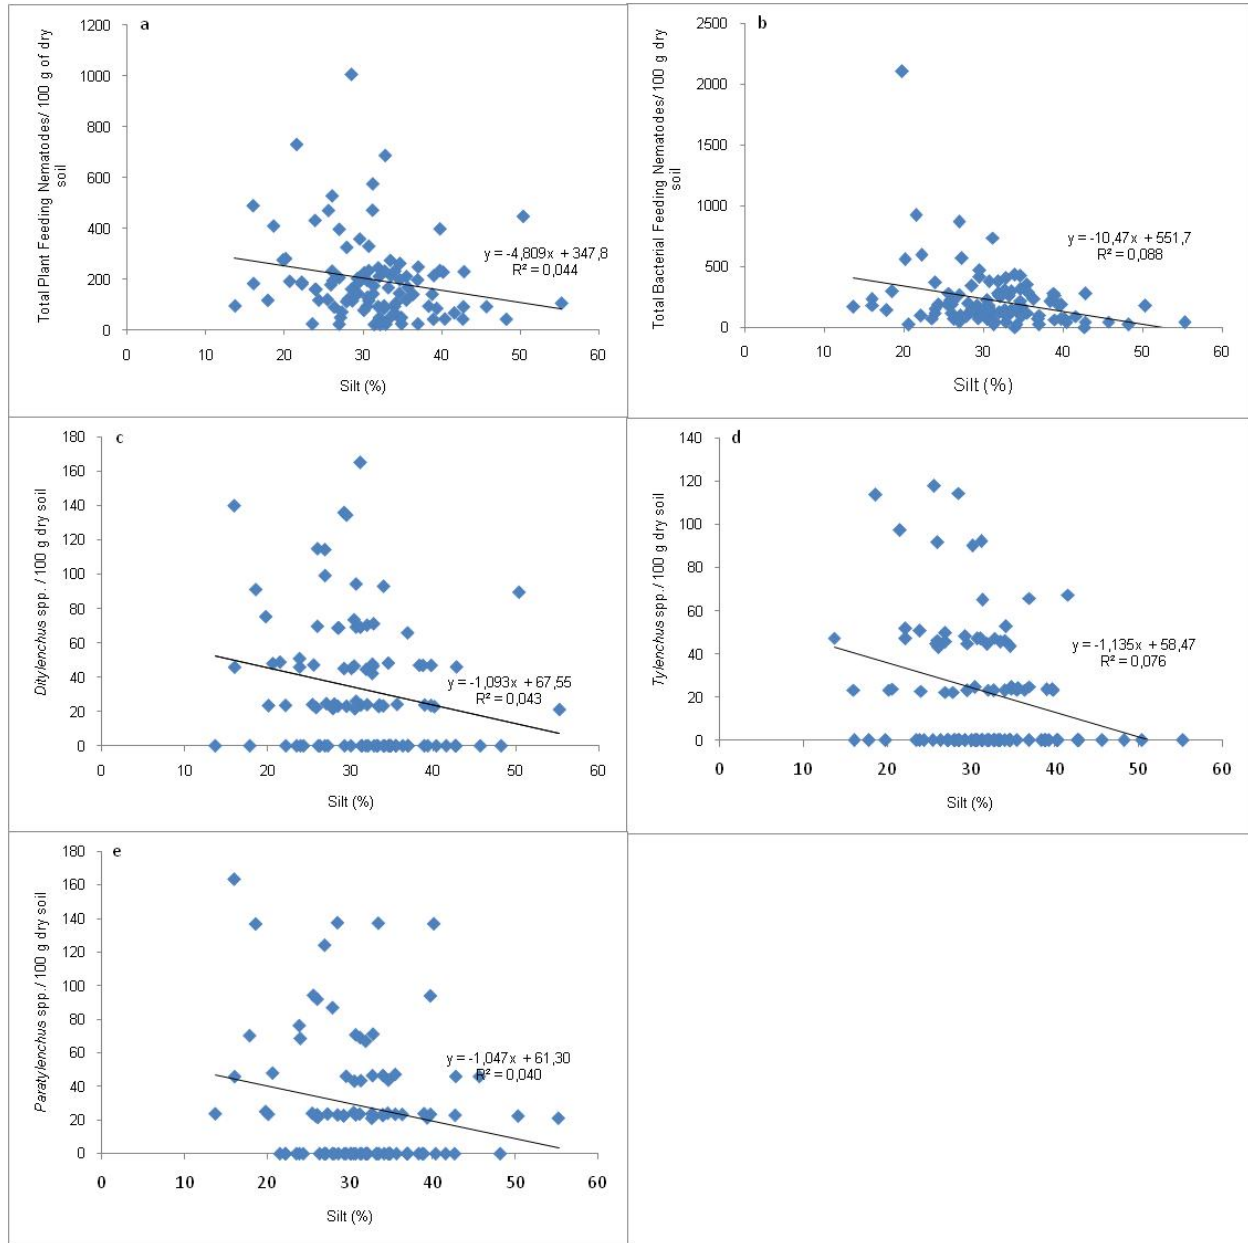 a
Total Plant Feeding Nematodes/ 100 g of dry
soil
1200
1000
800
600
400
200
0
y = -4,809x + 347,8
R² = 0,044
0 10 20 30 40 50 60
Silt (%)
b
Total Bacterial Feeding Nematodes/ 100 g dry
soil
2500
2000
1500
1000
500
0
y = -10,47x + 551,7
R² = 0,088
0 10 20 30 40 50 60
Silt (%)
c
Ditylenchus spp. / 100 g dry soil
180
160
140
120
100
80
60
40
20
0
y = -1,093x + 67,55
R² = 0,043
0 10 20 30 40 50 60
Silt (%)
d
Tylenchus spp./ 100 g dry soil
140
120
100
80
60
40
20
0
y = -1,135x + 58,47
R² = 0,076
0 10 20 30 40 50 60
Silt (%)
e
Paratylenchus spp./ 100 g dry soil
180
160
140
120
100
80
60
40
20
0
y = -1,047x + 61,30
R² = 0,040
0 10 20 30 40 50 60
Silt (%)